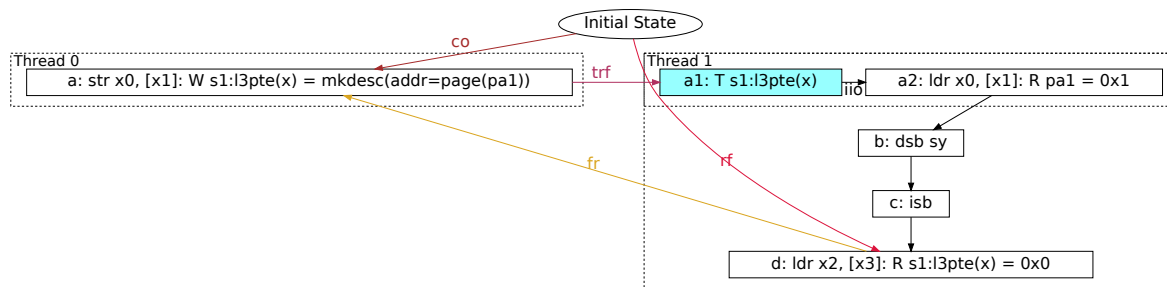 Initial State
co
Thread 0
Thread 1
a: str x0, [x1]: W s1:l3pte(x) = mkdesc(addr=page(pa1))
trf
a1: T s1:l3pte(x)
iio
a2: ldr x0, [x1]: R pa1 = 0x1
b: dsb sy
fr
rf
c: isb
d: ldr x2, [x3]: R s1:l3pte(x) = 0x0